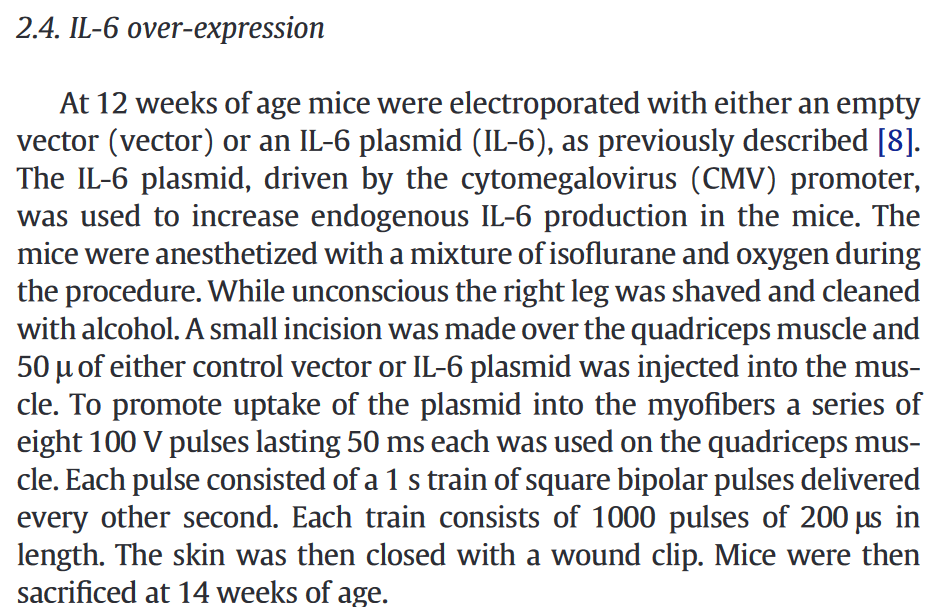 2.4. IL-6 over-expression
At 12 weeks of age mice were electroporated with either an empty
vector (vector) or an IL-6 plasmid (IL-6), as previously described [8].
The IL-6 plasmid, driven by the cytomegalovirus (CMV) promoter,
was used to increase endogenous IL-6 production in the mice. The
mice were anesthetized with a mixture of isoflurane and oxygen during
the procedure. While unconscious the right leg was shaved and cleaned
with alcohol. A small incision was made over the quadriceps muscle and
50 μ of either control vector or IL-6 plasmid was injected into the mus-
cle. To promote uptake of the plasmid into the myofibers a series of
eight 100 V pulses lasting 50 ms each was used on the quadriceps mus-
cle. Each pulse consisted of a 1 s train of square bipolar pulses delivered
every other second. Each train consists of 1000 pulses of 200 μs in
length. The skin was then closed with a wound clip. Mice were then
sacrificed at 14 weeks of age.